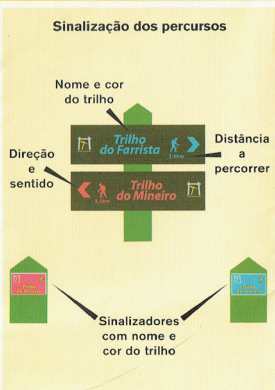 Sinalização dos percursos
Nome e cor
do trilho
Trilho
do Farrista
Distância
a
percorrer
Direção
e
sentido
Trilho
do Mineiro
Sinalizadores
com nome e
cor do trilho